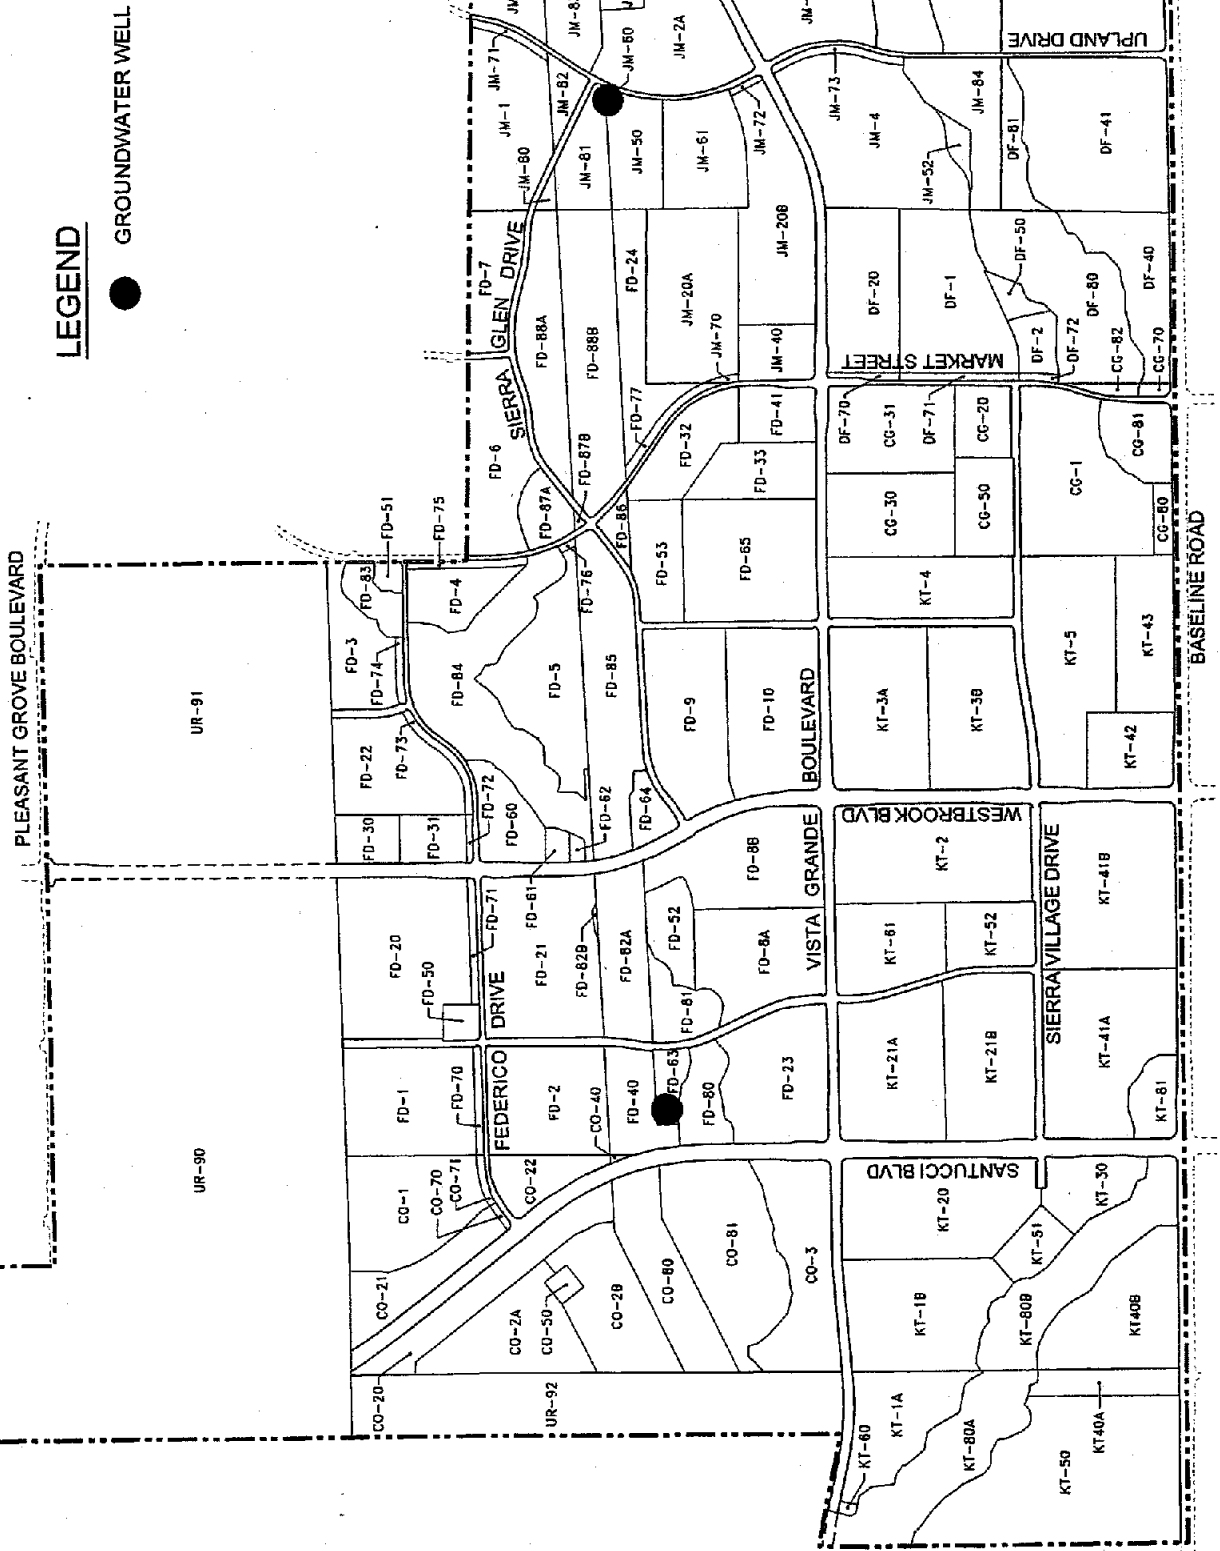 LEGEND
GROUNDWATER WELL
PLEASANT GROVE BOULEVARD
UR-91
UR-90
UR-92
FD-51
FD-75
FD-83
FD-3
FD-74
FD-4
FD-84
FD-22
FD-73
FD-30
FD-31
FD-72
FD-60
FD-5
FD-85
FD-62
FD-64
FD-61
FD-71
FD-20
FD-50
FD-21
FD-82B
FD-82A
FD-52
FD-81
FD-8A
FD-8B
FEDERICO DRIVE
FD-1
FD-70
FD-2
FD-40
FD-63
FD-80
FD-23
CO-40
CO-1
CO-70
CO-71
CO-22
CO-21
CO-20
CO-2A
CO-50
CO-2B
CO-80
CO-81
CO-3
JM-71
JM-1
JM-82
JM-60
JM-2A
JM-80
JM-81
JM-50
JM-61
JM-72
JM-73
JM-4
JM-84
JM-52
UPLAND DRIVE
DF-81
DF-41
SIERRA GLEN DRIVE
FD-7
FD-88A
FD-88B
FD-24
JM-20A
JM-20B
JM-70
JM-40
FD-6
FD-87A
FD-87B
FD-77
FD-86
FD-76
FD-32
FD-41
FD-33
FD-53
FD-65
FD-9
FD-10
DF-20
DF-1
DF-50
DF-2
DF-72
DF-80
DF-40
MARKET STREET
DF-70
DF-71
CG-82
CG-70
CG-31
CG-20
CG-30
CG-50
CG-1
CG-81
CG-80
KT-4
KT-5
KT-43
KT-42
KT-3A
KT-3B
VISTA GRANDE BOULEVARD
WESTBROOK BLVD
KT-2
KT-61
KT-52
SIERRA VILLAGE DRIVE
KT-41B
KT-41A
KT-81
KT-21A
KT-21B
SANTUCCI BLVD
KT-20
KT-30
KT-51
KT-1B
KT-80B
KT40B
KT-1A
KT-60
KT-80A
KT40A
KT-50
BASELINE ROAD